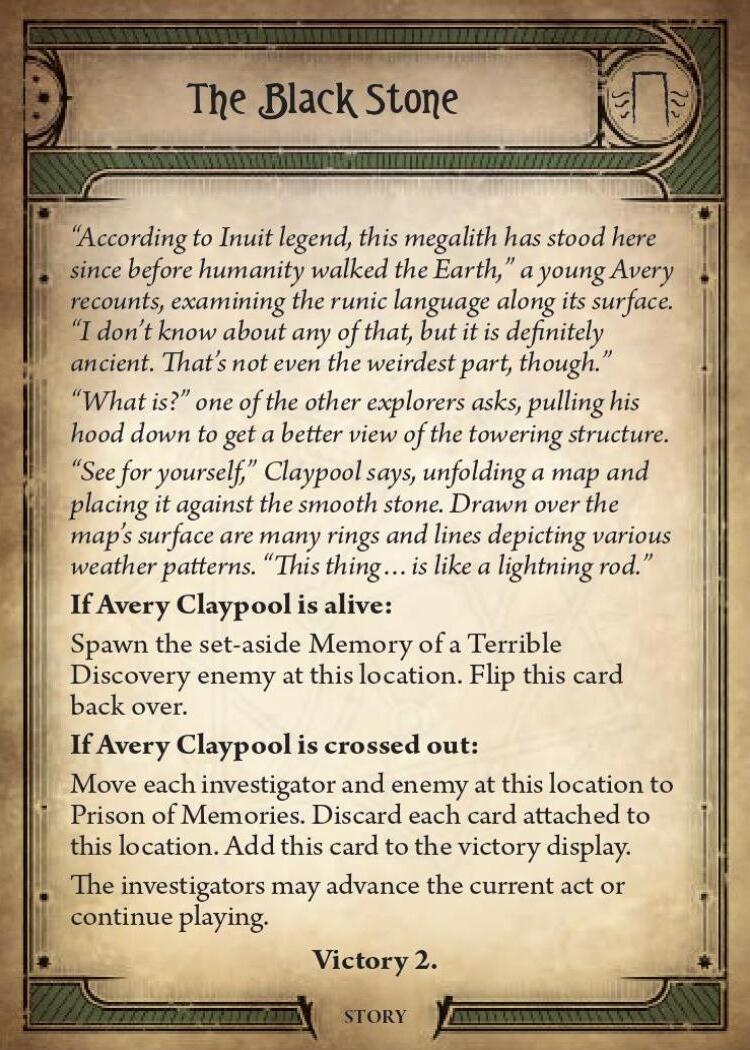 The Black Stone
“According to Inuit legend, this megalith has stood here
since before humanity walked the Earth,” a young Avery
recounts, examining the runic language along its surface.
“I don’t know about any of that, but it is definitely
ancient. That’s not even the weirdest part, though.”
“What is?” one of the other explorers asks, pulling his
hood down to get a better view of the towering structure.
“See for yourself,” Claypool says, unfolding a map and
placing it against the smooth stone. Drawn over the
map’s surface are many rings and lines depicting various
weather patterns. “This thing… is like a lightning rod.”
If Avery Claypool is alive:
Spawn the set-aside Memory of a Terrible
Discovery enemy at this location. Flip this card
back over.
If Avery Claypool is crossed out:
Move each investigator and enemy at this location to
Prison of Memories. Discard each card attached to
this location. Add this card to the victory display.
The investigators may advance the current act or
continue playing.
Victory 2.
STORY